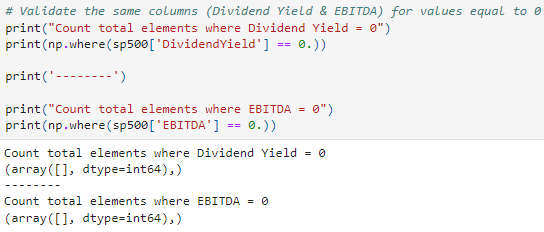 # Validate the same columns (Dividend Yield & EBITDA) for values equal to 0
print("Count total elements where Dividend Yield = 0")
print(np.where(sp500['DividendYield'] == 0.))
print('--------')
print("Count total elements where EBITDA = 0")
print(np.where(sp500['EBITDA'] == 0.))
Count total elements where Dividend Yield = 0
(array([], dtype=int64),)
--------
Count total elements where EBITDA = 0
(array([], dtype=int64),)